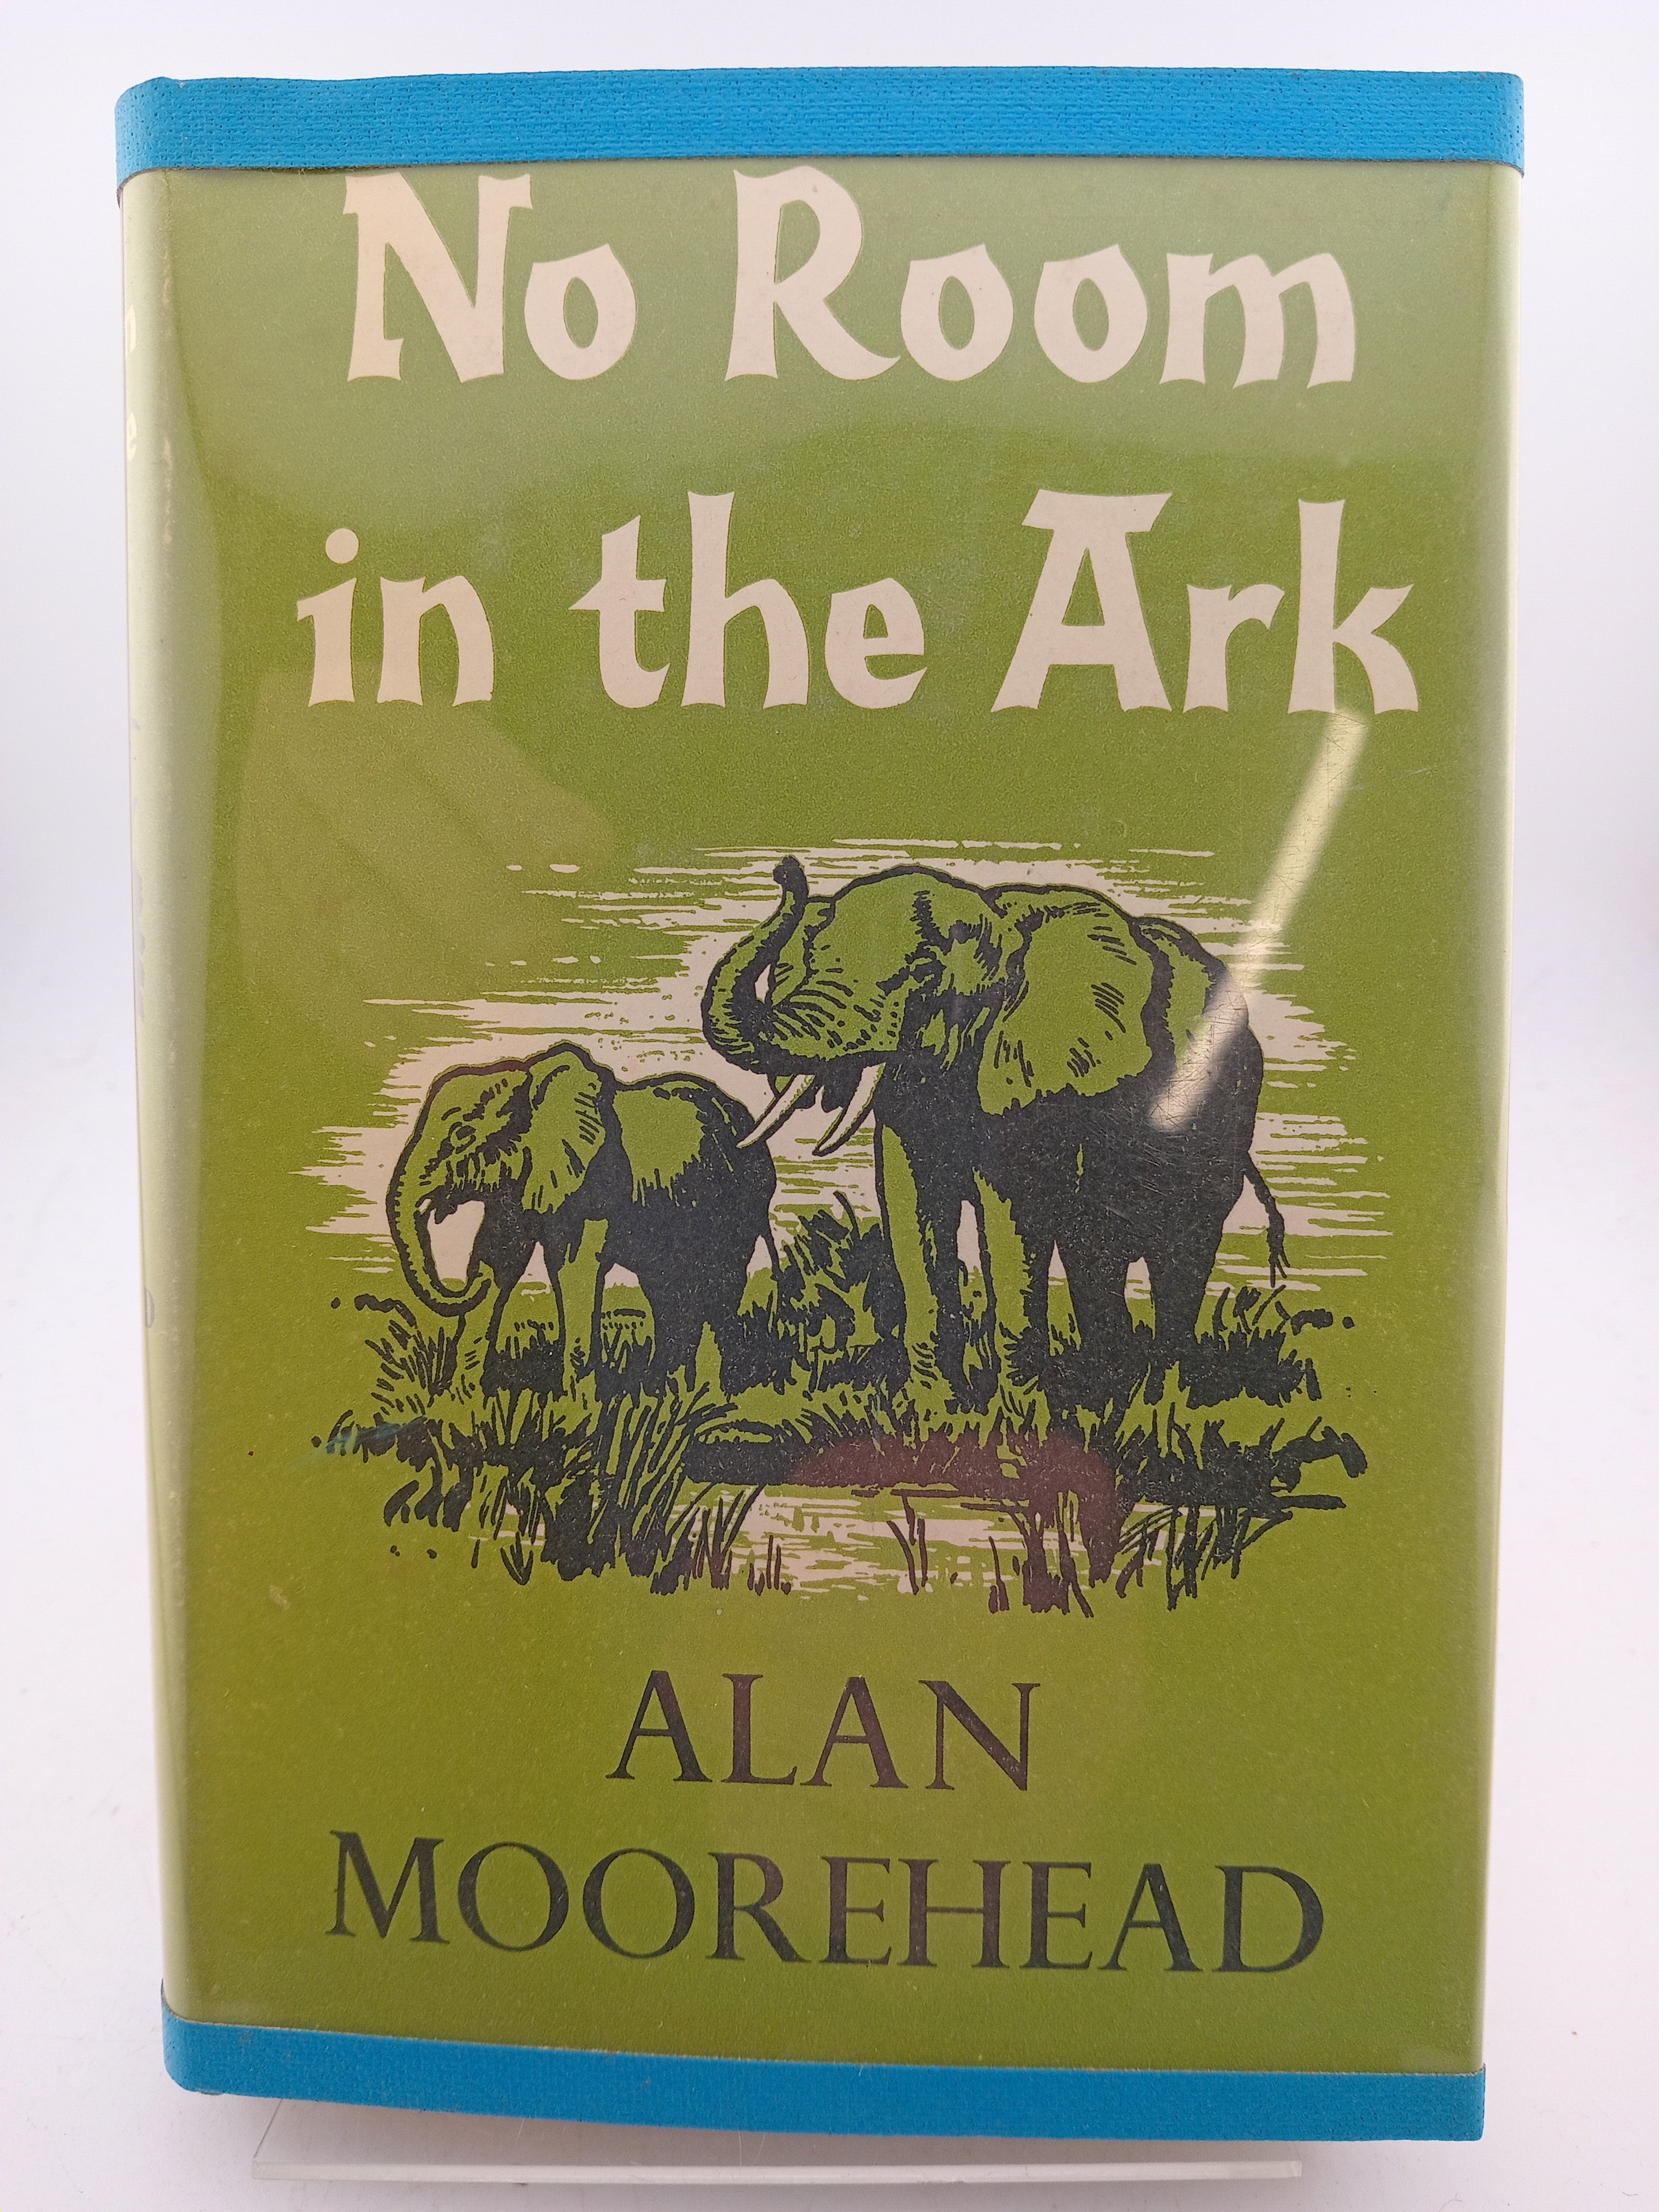 No Room
in the Ark
ALAN
MOOREHEAD